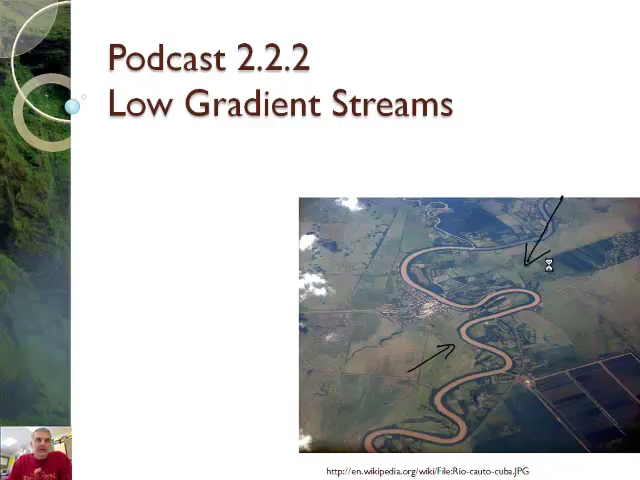 Podcast 2.2.2
Low Gradient Streams
http://en.wikipedia.org/wiki/File:Rio-cauto-cuba.JPG